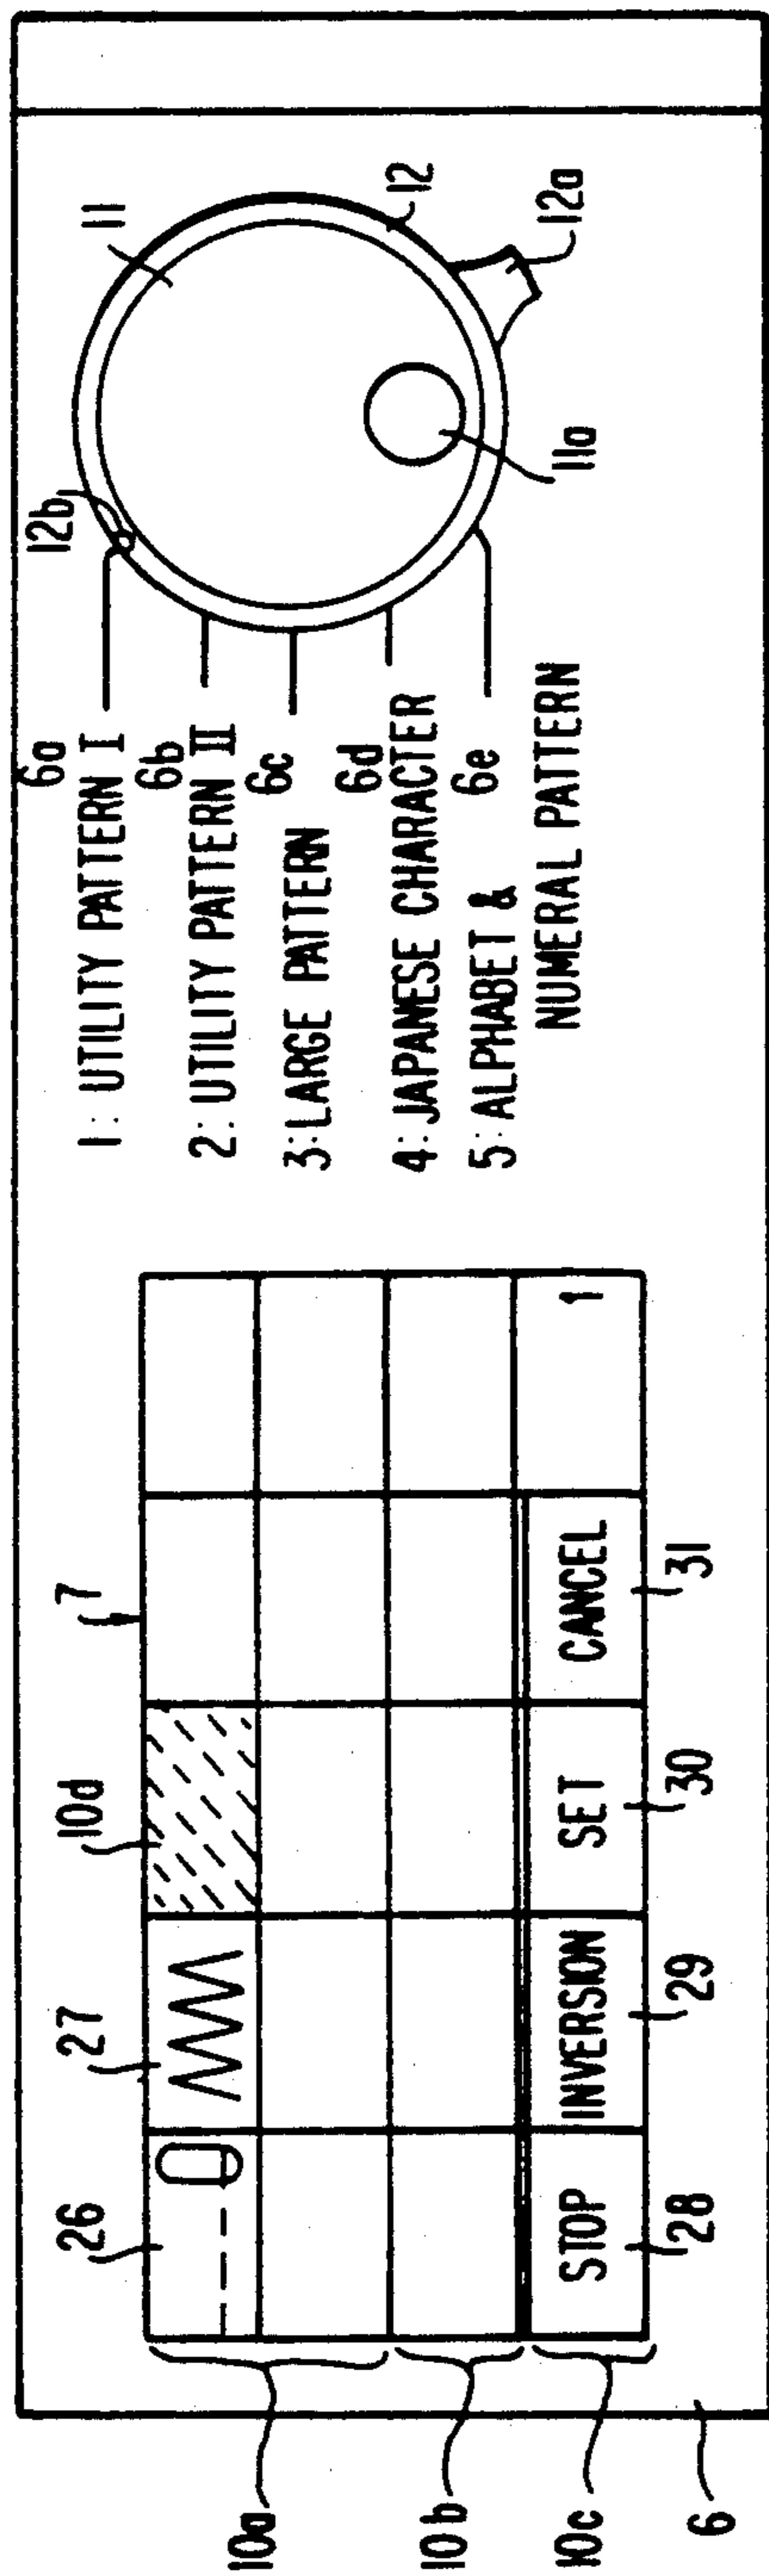 26
27
10d
7
10a
10b
10c
6
STOP
INVERSION
SET
CANCEL
1
28
29
30
31
6a
1: UTILITY PATTERN I
6b
2: UTILITY PATTERN II
6c
3: LARGE PATTERN
6d
4: JAPANESE CHARACTER
6e
5: ALPHABET &
NUMERAL PATTERN
12b
11
12
12a
11a